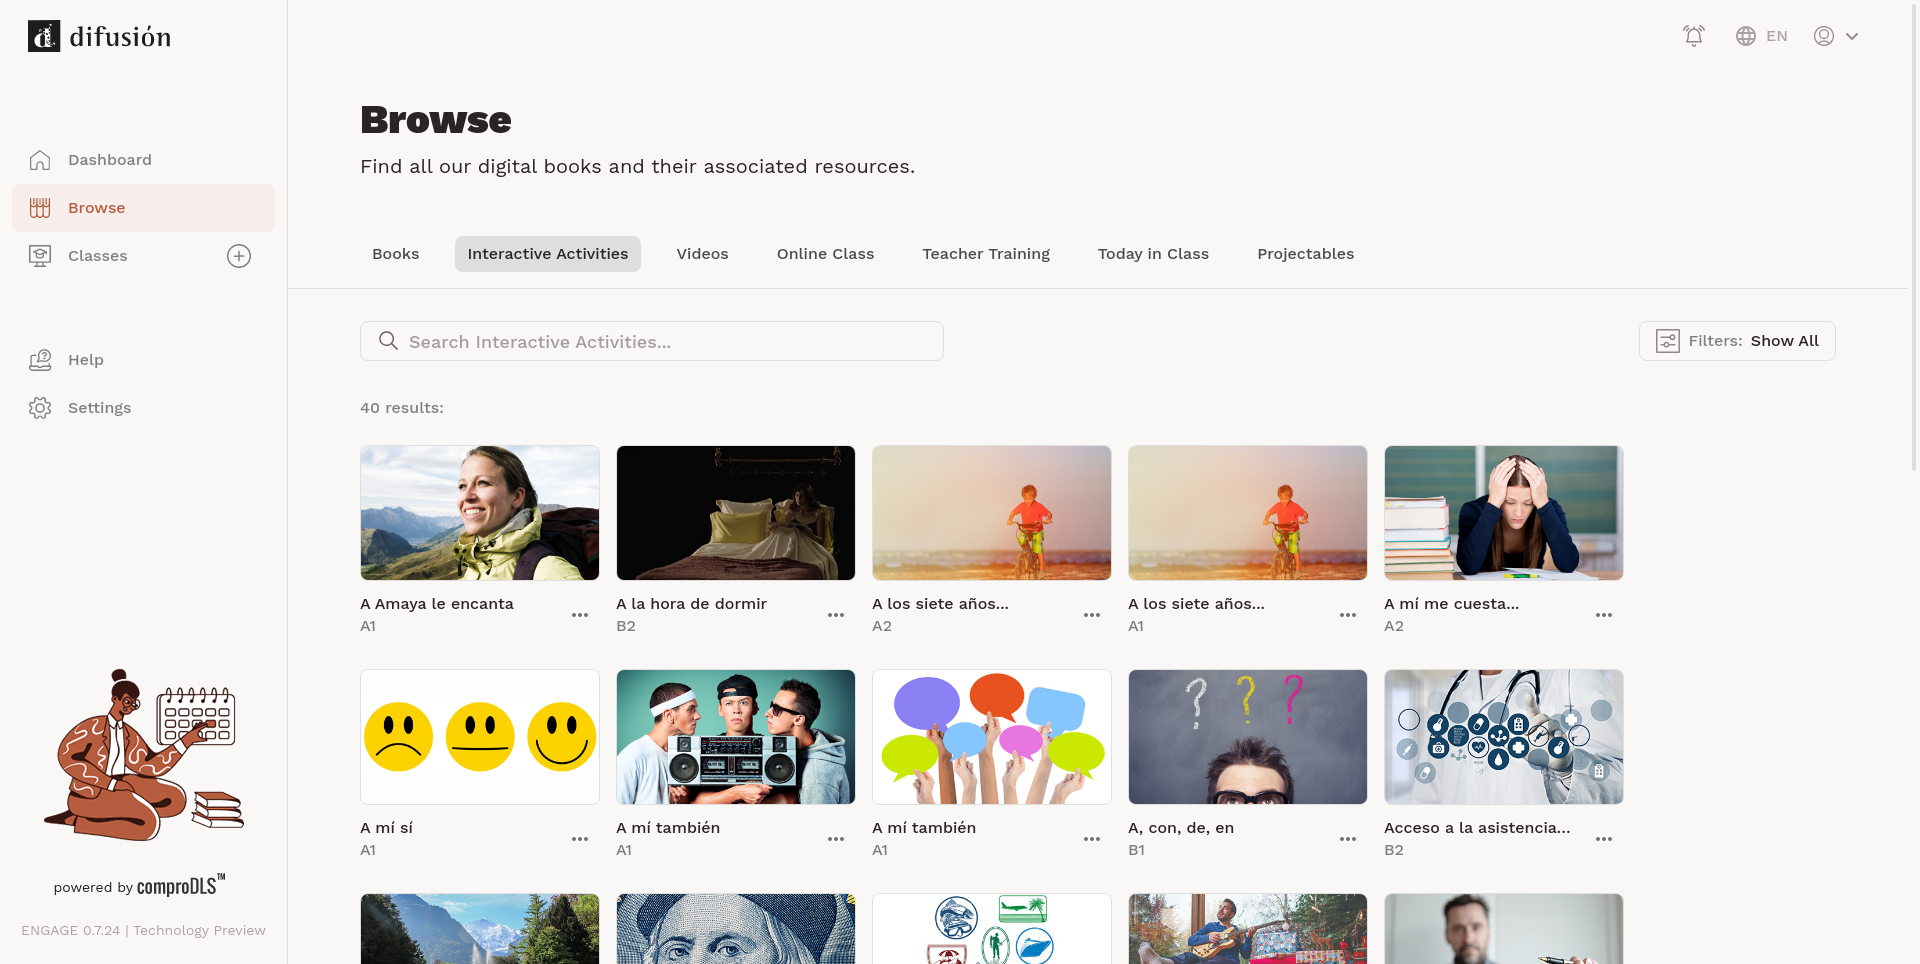 difusión
EN
Dashboard
Browse
Classes
Help
Settings
powered by comproDLS™
ENGAGE 0.7.24 | Technology Preview
Browse
Find all our digital books and their associated resources.
Books
Interactive Activities
Videos
Online Class
Teacher Training
Today in Class
Projectables
Search Interactive Activities...
Filters: Show All
40 results:
A Amaya le encanta
A1
A la hora de dormir
B2
A los siete años...
A2
A los siete años...
A1
A mí me cuesta...
A2
A mí sí
A1
A mí también
A1
A mí también
A1
? ? ?
A, con, de, en
B1
Acceso a la asistencia...
B2